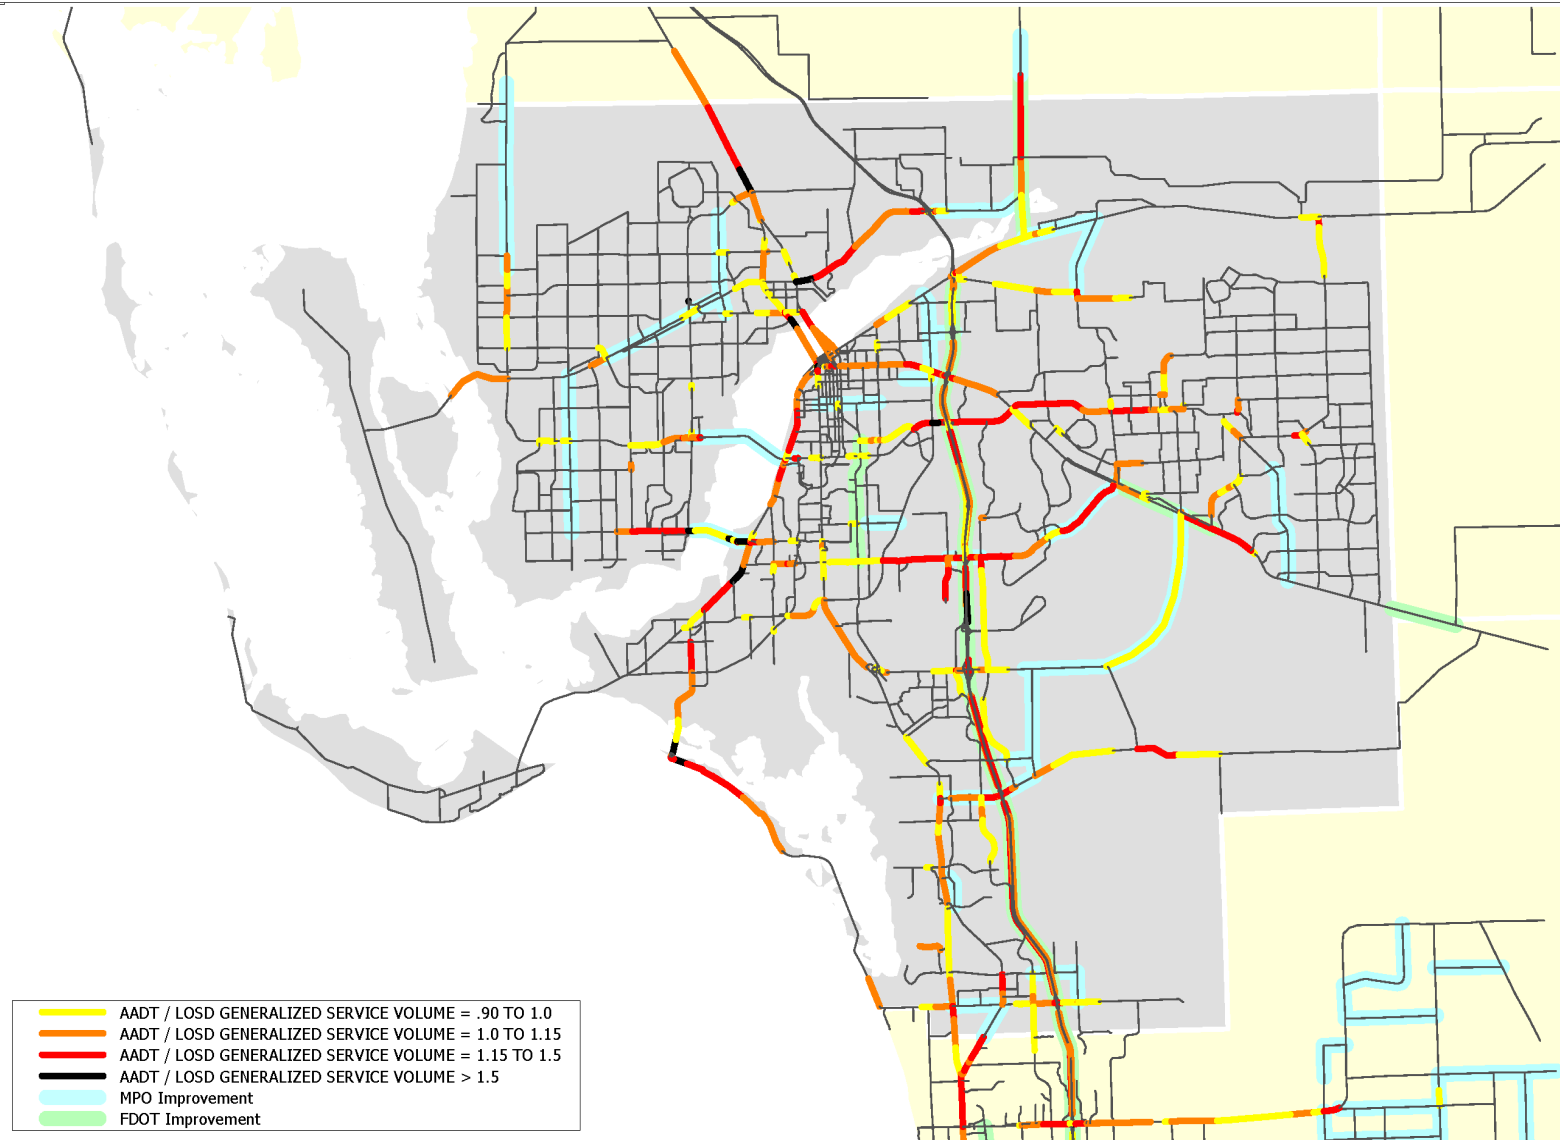 AADT / LOSD GENERALIZED SERVICE VOLUME = .90 TO 1.0
AADT / LOSD GENERALIZED SERVICE VOLUME = 1.0 TO 1.15
AADT / LOSD GENERALIZED SERVICE VOLUME = 1.15 TO 1.5
AADT / LOSD GENERALIZED SERVICE VOLUME > 1.5
MPO Improvement
FDOT Improvement